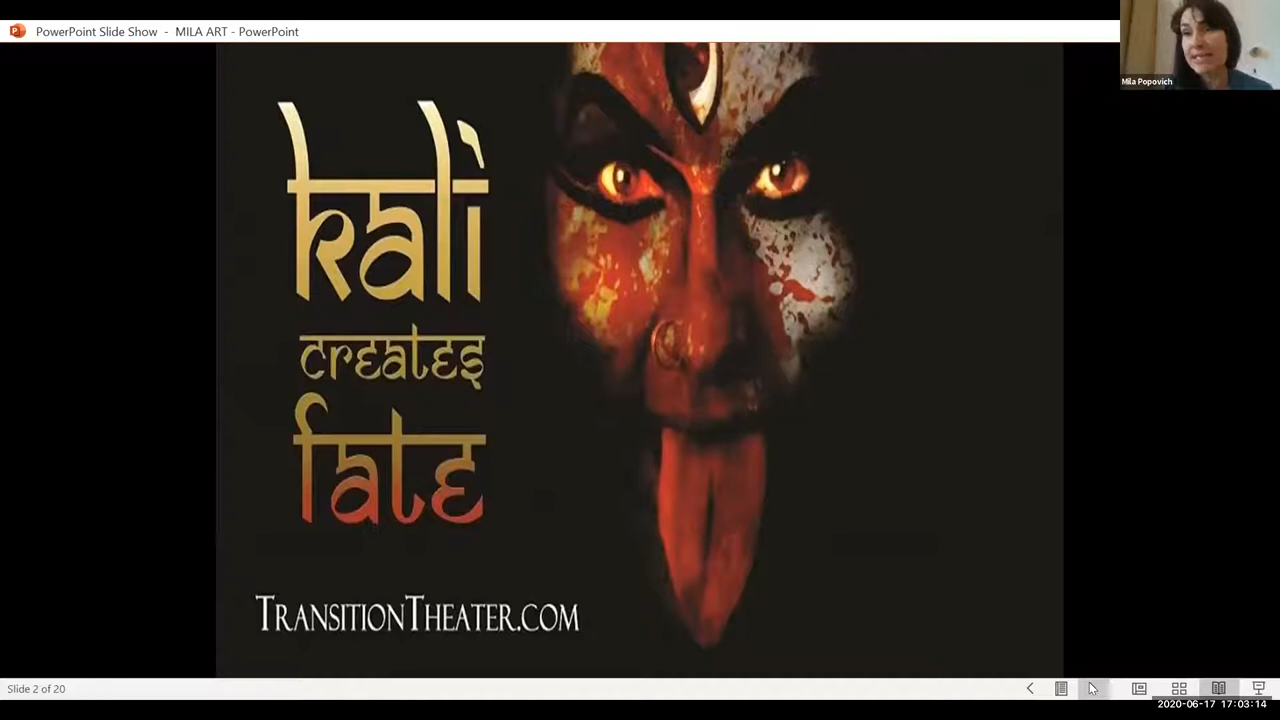 PowerPoint Slide Show - MILA ART - PowerPoint
Mila Popovich
kali
creates
fate
TransitionTheater.com
Slide 2 of 20
2020-06-17 17:03:14